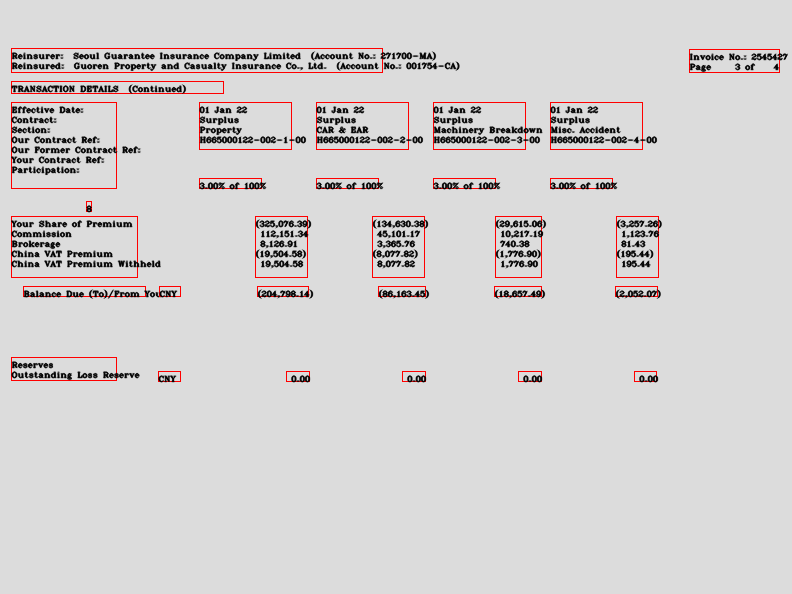 Reinsurer: Seoul Guarantee Insurance Company Limited (Account No.: 271700-MA) Invoice No.: 2545427
Reinsured: Guoren Property and Casualty Insurance Co., Ltd. (Account No.: 001754-CA) Page 3 of 4
TRANSACTION DETAILS (Continued)
Effective Date: 01 Jan 22 01 Jan 22 01 Jan 22 01 Jan 22
Contract: Surplus Surplus Surplus Surplus
Section: Property CAR & EAR Machinery Breakdown Misc. Accident
Our Contract Ref: H665000122-002-1-00 H665000122-002-2-00 H665000122-002-3-00 H665000122-002-4-00
Our Former Contract Ref:
Your Contract Ref:
Participation:
3.00% of 100% 3.00% of 100% 3.00% of 100% 3.00% of 100%
Your Share of Premium (325,076.39) (134,630.38) (29,615.06) (3,257.26)
Commission 112,151.34 45,101.17 10,217.19 1,123.76
Brokerage 8,126.91 3,365.76 740.38 81.43
China VAT Premium (19,504.58) (8,077.82) (1,776.90) (195.44)
China VAT Premium Withheld 19,504.58 8,077.82 1,776.90 195.44
Balance Due (To)/From You CNY (204,798.14) (86,163.45) (18,657.49) (2,052.07)
Reserves
Outstanding Loss Reserve CNY 0.00 0.00 0.00 0.00